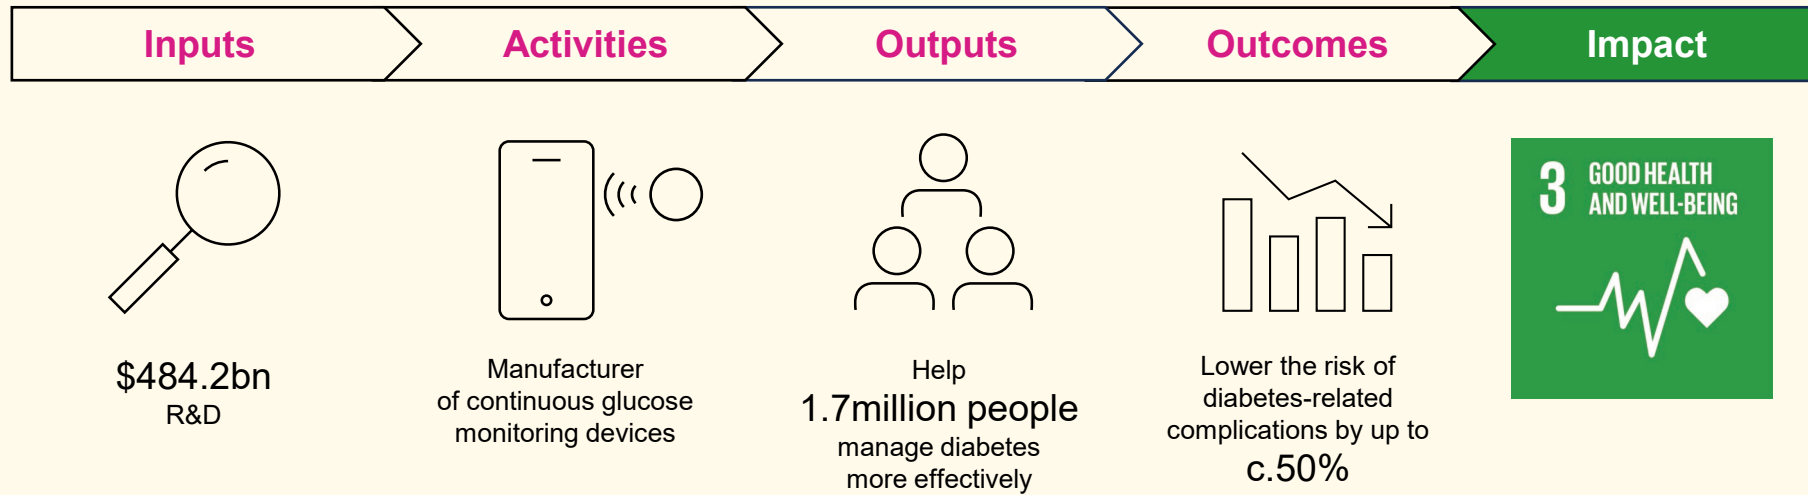 Inputs
Activities
Outputs
Outcomes
Impact
$484.2bn
R&D
Manufacturer
of continuous glucose
monitoring devices
Help
1.7million people
manage diabetes
more effectively
Lower the risk of
diabetes-related
complications by up to
c.50%
3 GOOD HEALTH
AND WELL-BEING